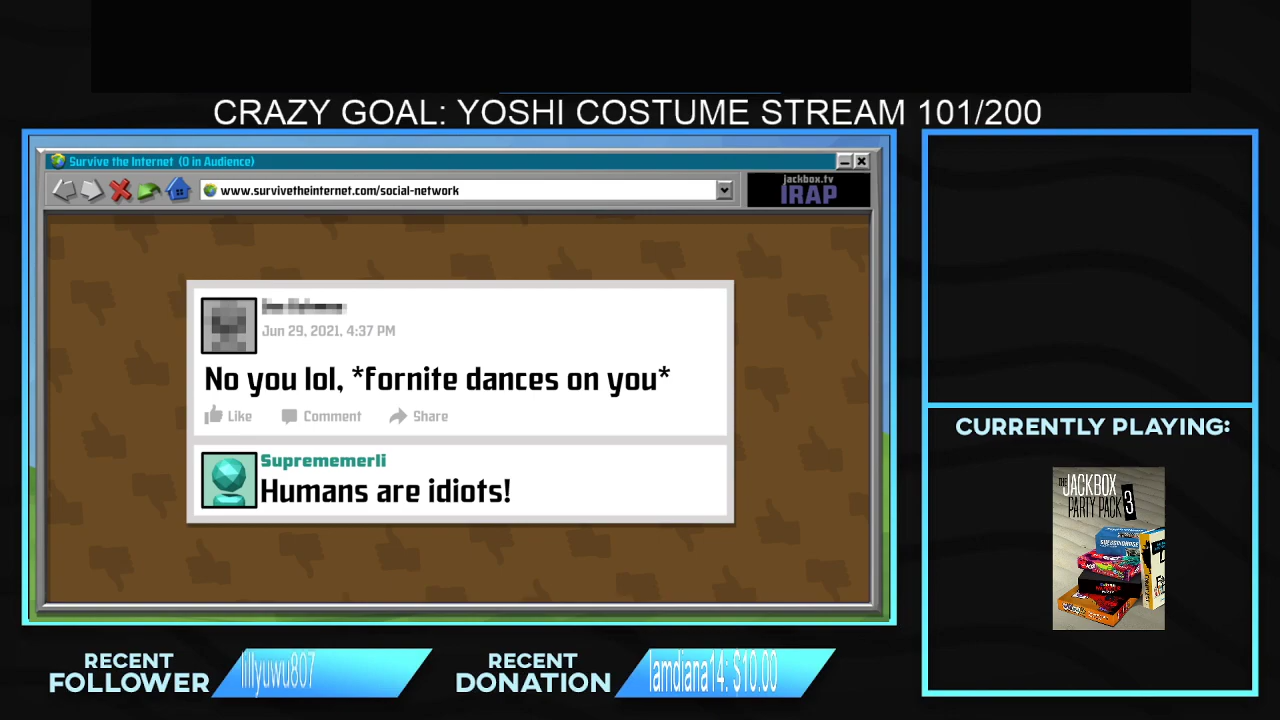 CRAZY GOAL: YOSHI COSTUME STREAM 101/200
Survive the Internet (0 in Audience)
www.survivetheinternet.com/social-network
jackbox.tv
IRAP
Jun 29, 2021, 4:37 PM
No you lol, *fornite dances on you*
Like Comment Share
Suprememerli
Humans are idiots!
CURRENTLY PLAYING:
THE JACKBOX
PARTY PACK 3
RECENT
FOLLOWER
lillyuwu807
RECENT
DONATION
lamdiana14: $10.00